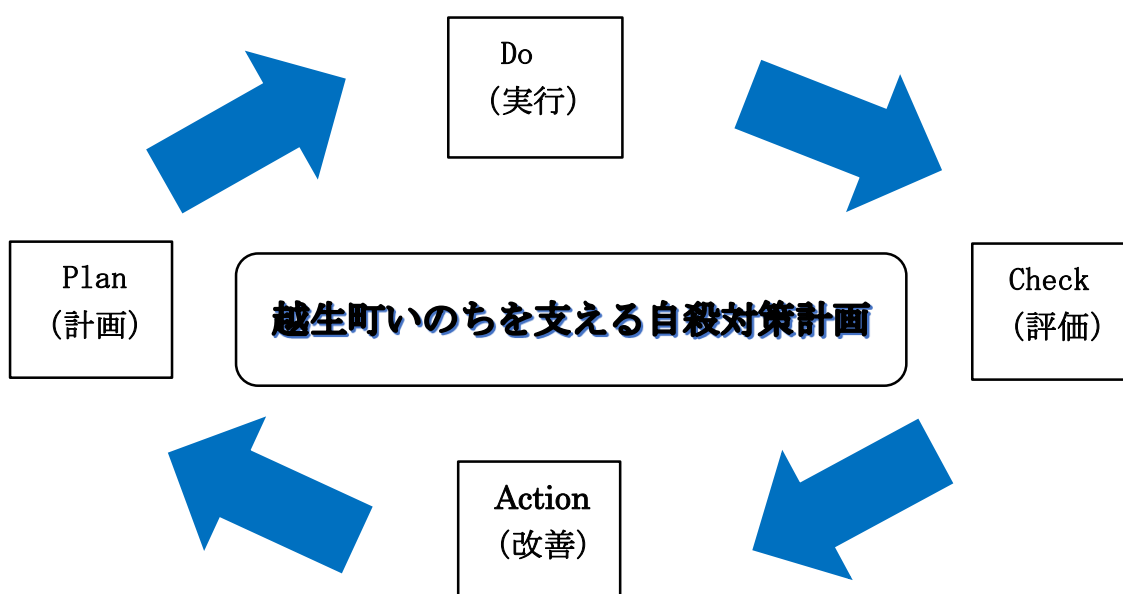 Do
（実行）
Plan
（計画）
越生町いのちを支える自殺対策計画
Check
（評価）
Action
（改善）